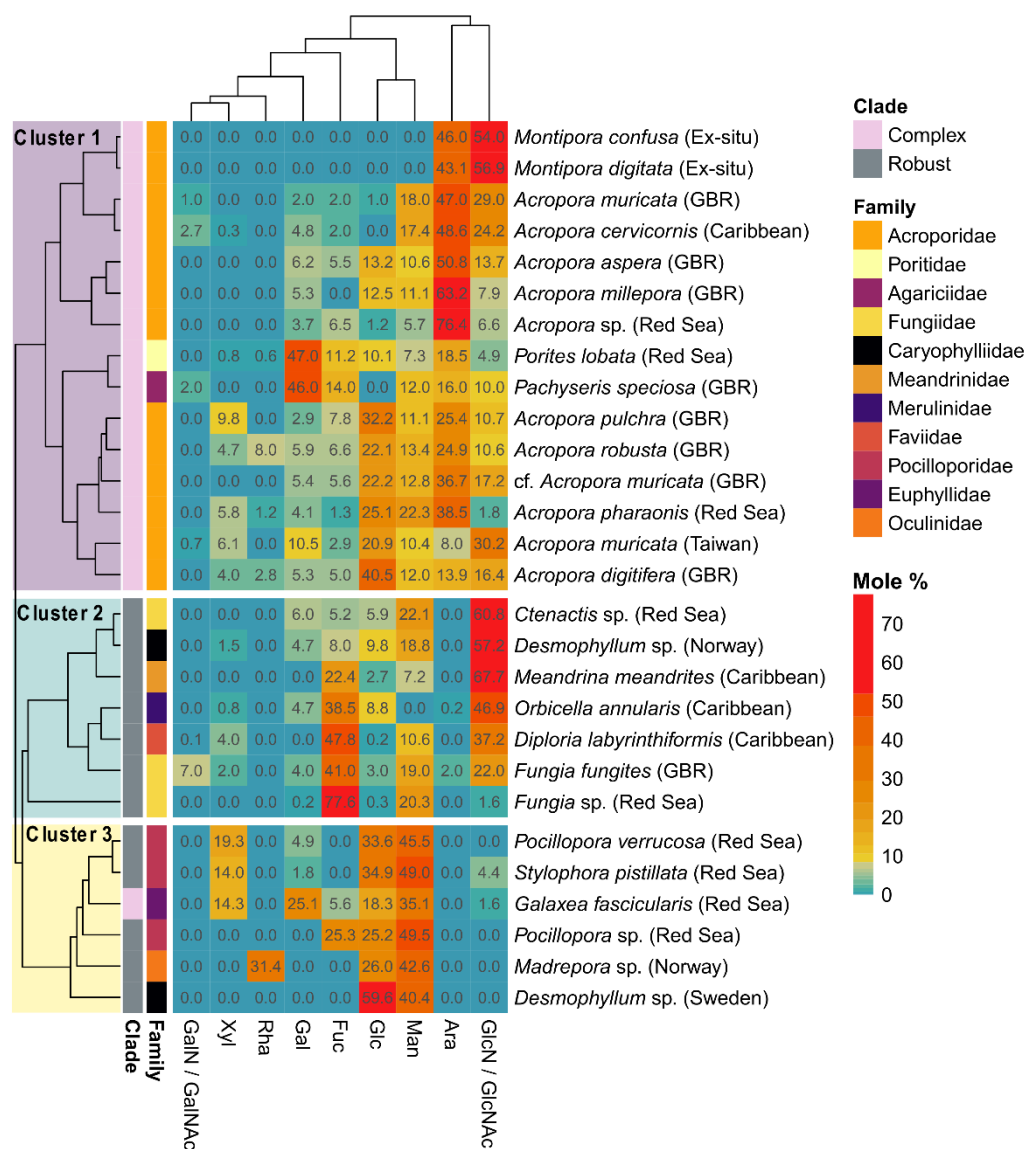 Cluster 1
0.0 0.0 0.0 0.0 0.0 0.0 0.0 46.0 54.0 Montipora confusa (Ex-situ)
0.0 0.0 0.0 0.0 0.0 0.0 0.0 43.1 56.9 Montipora digitata (Ex-situ)
1.0 0.0 0.0 2.0 2.0 1.0 18.0 47.0 29.0 Acropora muricata (GBR)
2.7 0.3 0.0 4.8 2.0 0.0 17.4 48.6 24.2 Acropora cervicornis (Caribbean)
0.0 0.0 0.0 6.2 5.5 13.2 10.6 50.8 13.7 Acropora aspera (GBR)
0.0 0.0 0.0 5.3 0.0 12.5 11.1 63.2 7.9 Acropora millepora (GBR)
0.0 0.0 0.0 3.7 6.5 1.2 5.7 76.4 6.6 Acropora sp. (Red Sea)
0.0 0.8 0.6 47.0 11.2 10.1 7.3 18.5 4.9 Porites lobata (Red Sea)
2.0 0.0 0.0 46.0 14.0 0.0 12.0 16.0 10.0 Pachyseris speciosa (GBR)
0.0 9.8 0.0 2.9 7.8 32.2 11.1 25.4 10.7 Acropora pulchra (GBR)
0.0 4.7 8.0 5.9 6.6 22.1 13.4 24.9 10.6 Acropora robusta (GBR)
0.0 0.0 0.0 5.4 5.6 22.2 12.8 36.7 17.2 cf. Acropora muricata (GBR)
0.0 5.8 1.2 4.1 1.3 25.1 22.3 38.5 1.8 Acropora pharaonis (Red Sea)
0.7 6.1 0.0 10.5 2.9 20.9 10.4 8.0 30.2 Acropora muricata (Taiwan)
0.0 4.0 2.8 5.3 5.0 40.5 12.0 13.9 16.4 Acropora digitifera (GBR)
Cluster 2
0.0 0.0 0.0 6.0 5.2 5.9 22.1 0.0 60.8 Ctenactis sp. (Red Sea)
0.0 1.5 0.0 4.7 8.0 9.8 18.8 0.0 57.2 Desmophyllum sp. (Norway)
0.0 0.0 0.0 0.0 22.4 2.7 7.2 0.0 67.7 Meandrina meandrites (Caribbean)
0.0 0.8 0.0 4.7 38.5 8.8 0.0 0.2 46.9 Orbicella annularis (Caribbean)
0.1 4.0 0.0 0.0 47.8 0.2 10.6 0.0 37.2 Diploria labyrinthiformis (Caribbean)
7.0 2.0 0.0 4.0 41.0 3.0 19.0 2.0 22.0 Fungia fungites (GBR)
0.0 0.0 0.0 0.2 77.6 0.3 20.3 0.0 1.6 Fungia sp. (Red Sea)
Cluster 3
0.0 19.3 0.0 4.9 0.0 33.6 45.5 0.0 0.0 Pocillopora verrucosa (Red Sea)
0.0 14.0 0.0 1.8 0.0 34.9 49.0 0.0 4.4 Stylophora pistillata (Red Sea)
0.0 14.3 0.0 25.1 5.6 18.3 35.1 0.0 1.6 Galaxea fascicularis (Red Sea)
0.0 0.0 0.0 0.0 25.3 25.2 49.5 0.0 0.0 Pocillopora sp. (Red Sea)
0.0 0.0 31.4 0.0 0.0 26.0 42.6 0.0 0.0 Madrepora sp. (Norway)
0.0 0.0 0.0 0.0 0.0 59.6 40.4 0.0 0.0 Desmophyllum sp. (Sweden)
Clade
Family
GalN / GalNAc
Xyl
Rha
Gal
Fuc
Glc
Man
Ara
GlcN / GlcNAc
Clade
Complex
Robust
Family
Acroporidae
Poritidae
Agariciidae
Fungiidae
Caryophylliidae
Meandrinidae
Merulinidae
Faviidae
Pocilloporidae
Euphyllidae
Oculinidae
Mole %
70
60
50
40
30
20
10
0